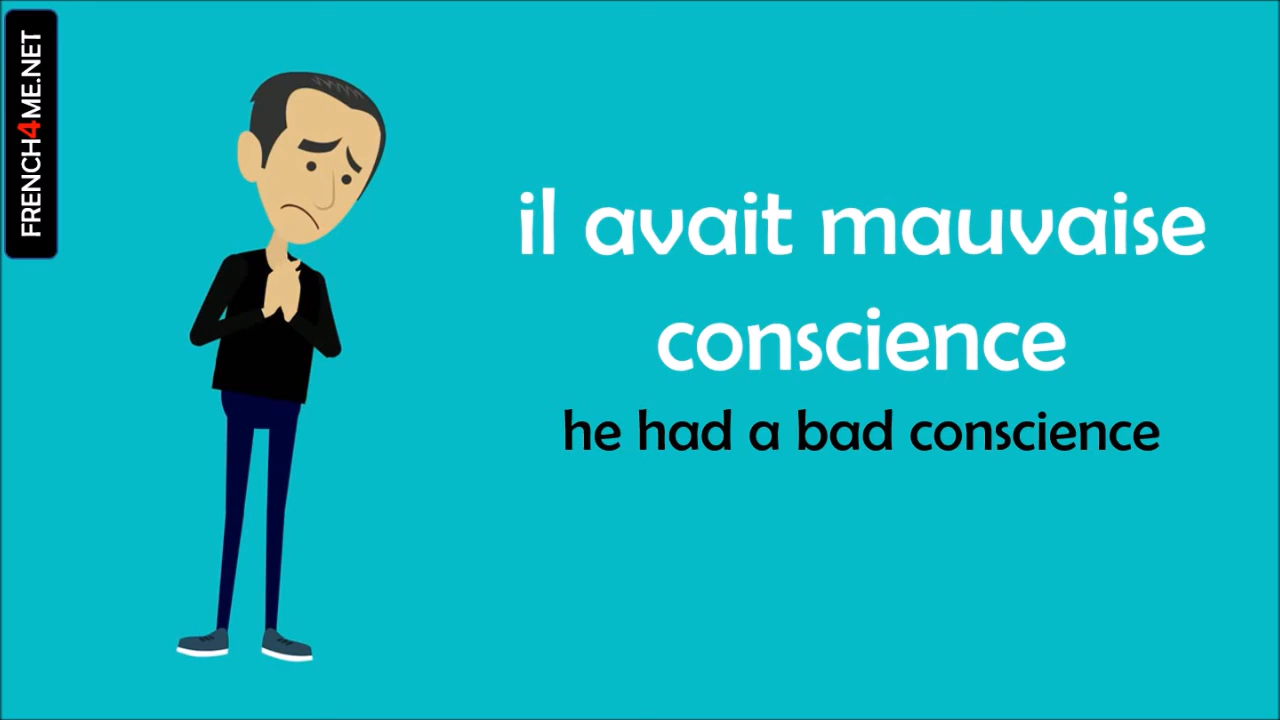 FRENCH4ME.NET
il avait mauvaise
conscience
he had a bad conscience